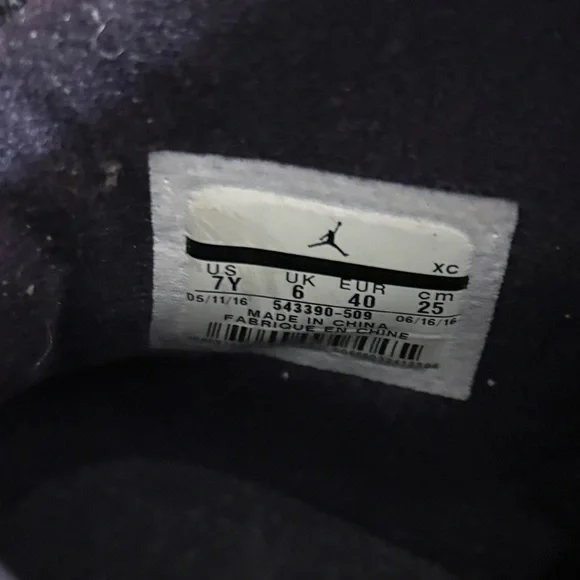 XC
US UK EUR cm
7Y 6 40 25
05/11/16 543390-509 06/16/16
MADE IN CHINA
FABRIQUE EN CHINE